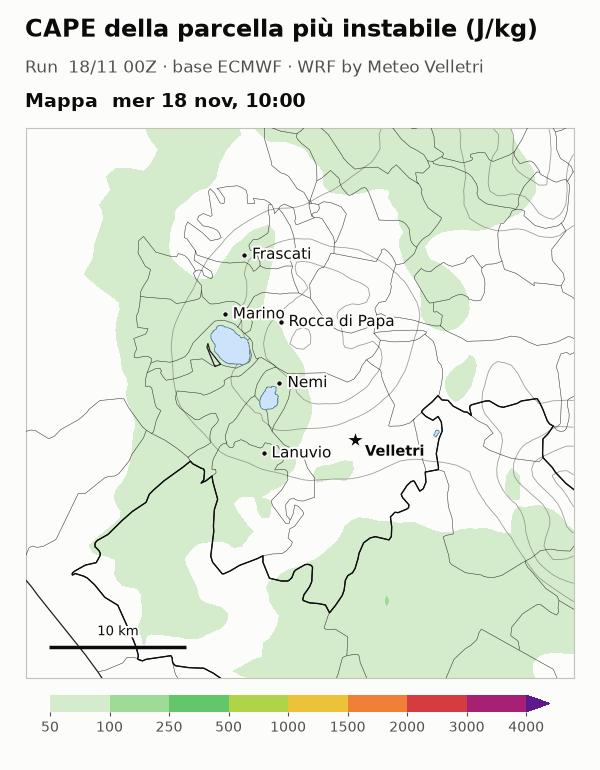 CAPE della parcella più instabile (J/kg)
Run  18/11 00Z · base ECMWF · WRF by Meteo Velletri
Mappa  mer 18 nov, 10:00
Frascati
Marino
Rocca di Papa
Nemi
Velletri
Lanuvio
10 km
50 100 250 500 1000 1500 2000 3000 4000